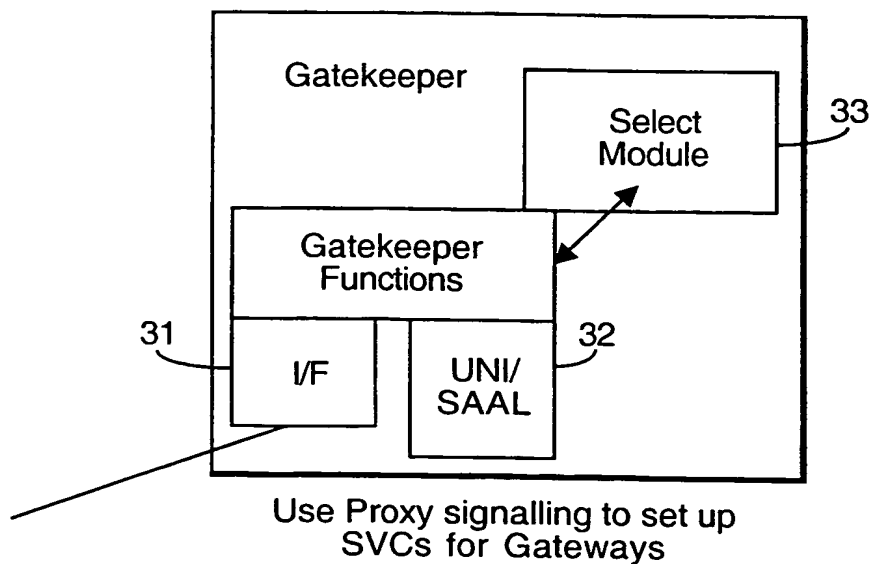 Gatekeeper
33
Select
Module
Gatekeeper
Functions
31
32
I/F
UNI/
SAAL
Use Proxy signalling to set up
SVCs for Gateways